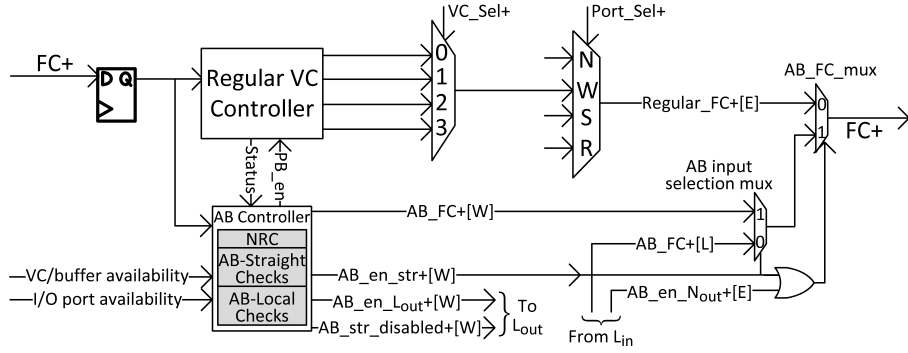 VC_Sel+
Port_Sel+
FC+
D Q
Regular VC
Controller
0
1
2
3
N
W
S
R
Regular_FC+[E]
AB_FC_mux
0
1
FC+
Status
PB_en
AB input
selection mux
1
0
AB Controller
NRC
AB-Straight
Checks
AB-Local
Checks
AB_FC+[W]
AB_FC+[L]
VC/buffer availability
I/O port availability
AB_en_str+[W]
AB_en_Lout+[W]
AB_str_disabled+[W]
To
Lout
AB_en_Nout+[E]
From Lin